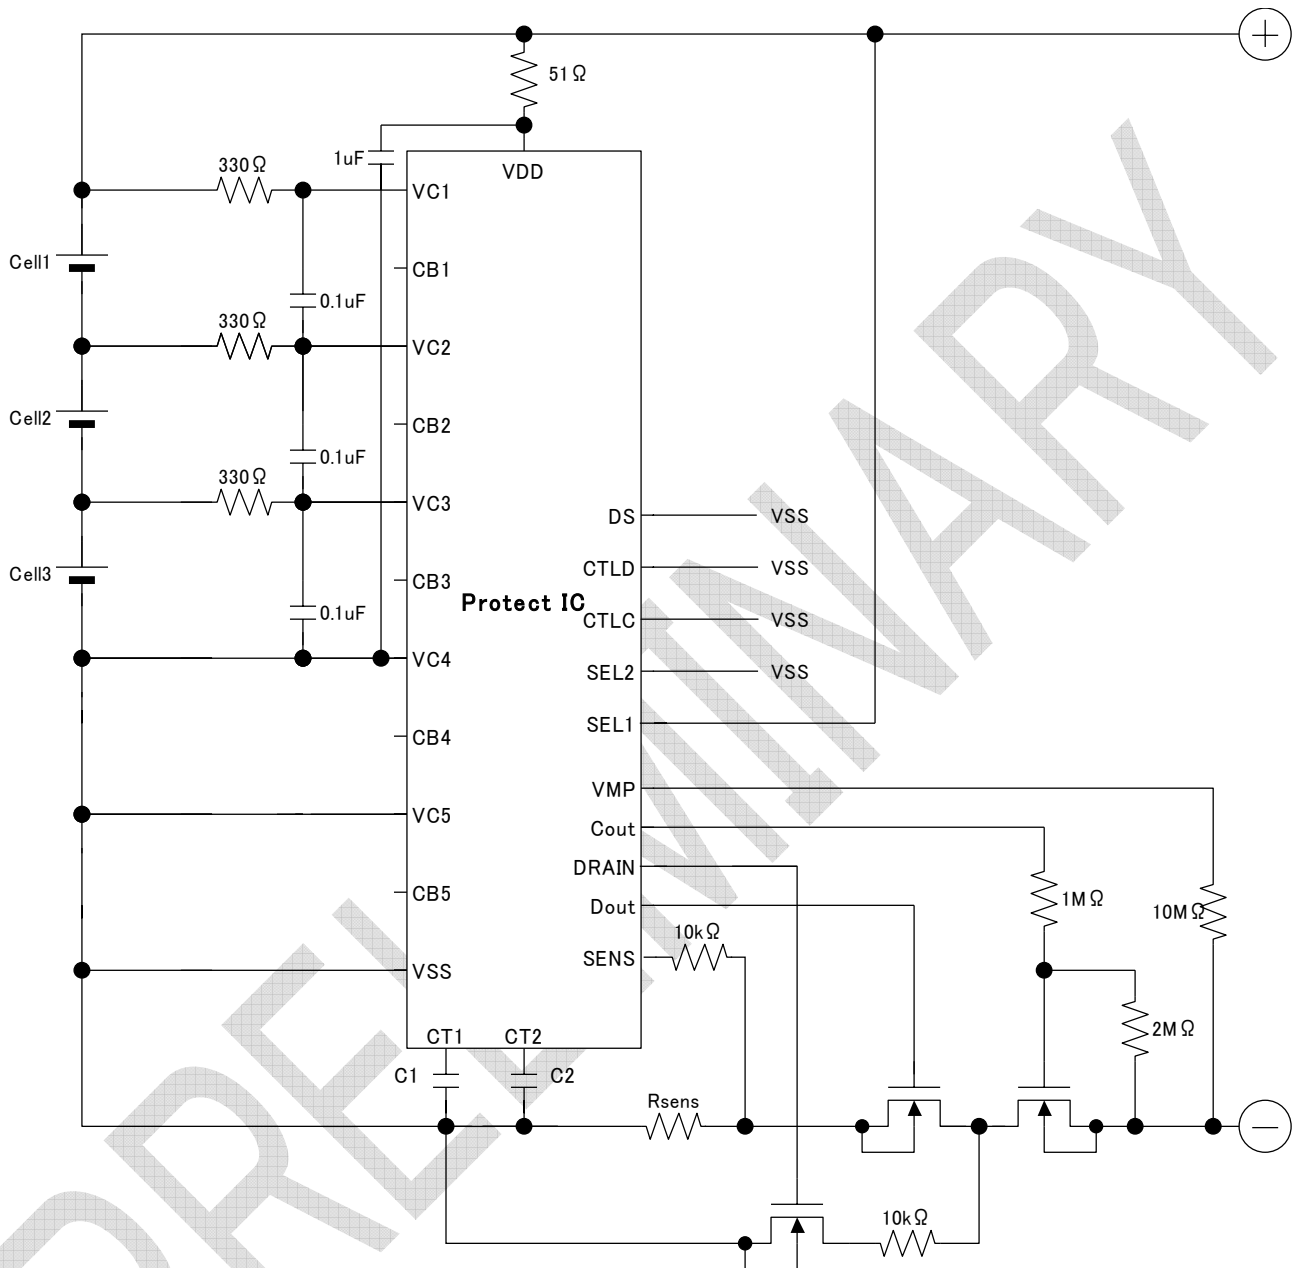 51Ω
1uF
VDD
330Ω
VC1
Cell1
CB1
0.1uF
330Ω
VC2
Cell2
CB2
0.1uF
330Ω
VC3
DS
VSS
Cell3
CTLD
VSS
CB3
Protect IC
0.1uF
CTLC
VSS
VC4
SEL2
VSS
SEL1
CB4
VMP
VC5
Cout
DRAIN
CB5
1MΩ
Dout
10MΩ
10kΩ
SENS
VSS
CT1
CT2
2MΩ
C1
C2
Rsens
10kΩ
+
−
PRELIMINARY